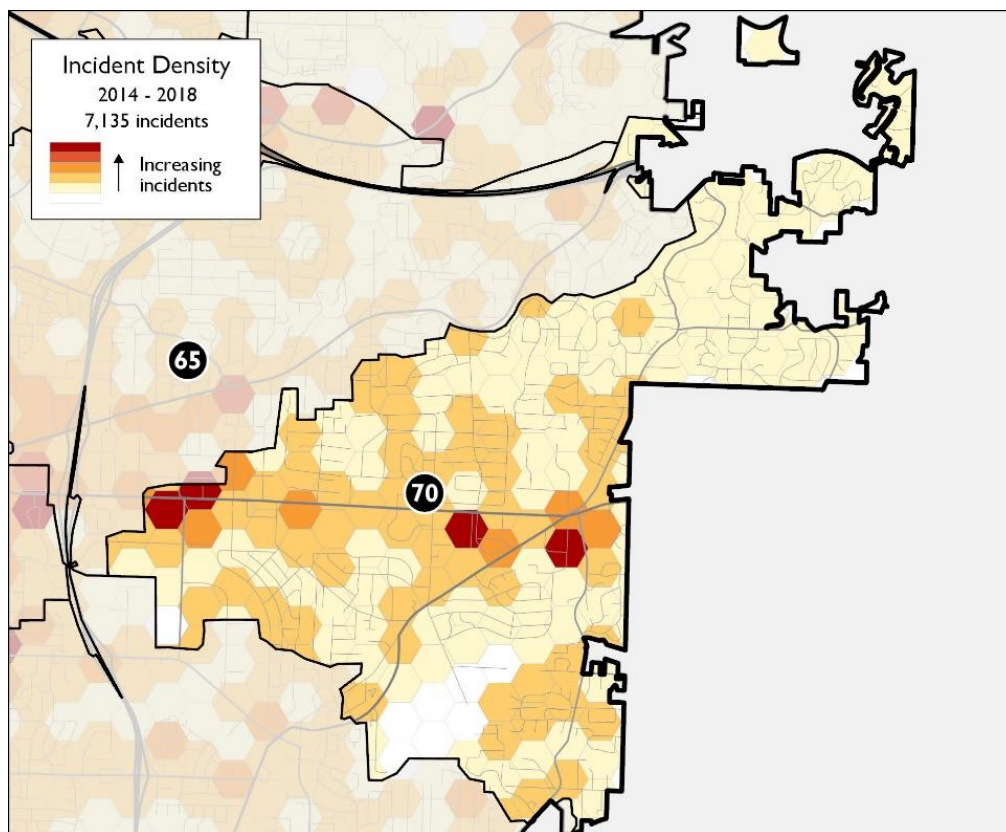 Incident Density
2014 - 2018
7,135 incidents
Increasing
incidents
65
70